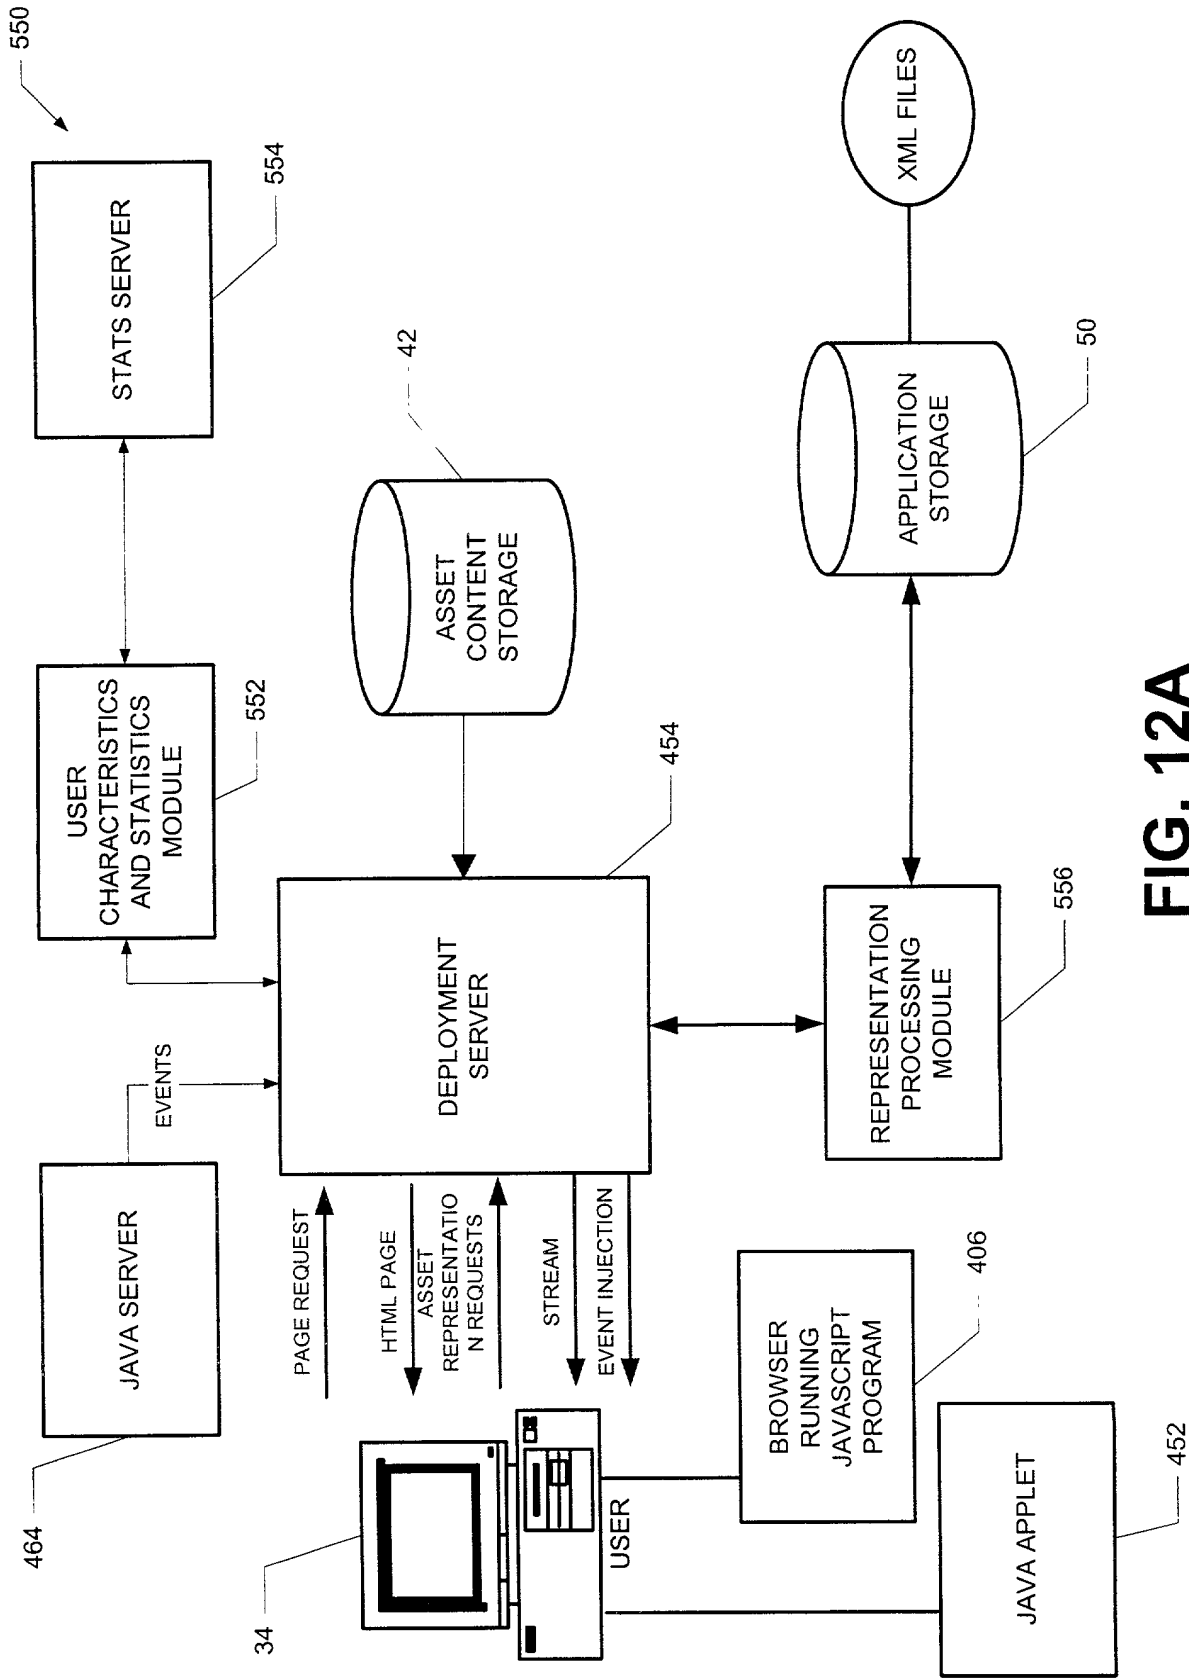 550
STATS SERVER
554
USER
CHARACTERISTICS
AND STATISTICS
MODULE
552
JAVA SERVER
464
EVENTS
ASSET
CONTENT
STORAGE
42
DEPLOYMENT
SERVER
454
PAGE REQUEST
HTML PAGE
ASSET
REPRESENTATIO
N REQUESTS
STREAM
EVENT INJECTION
34
USER
BROWSER
RUNNING
JAVASCRIPT
PROGRAM
406
JAVA APPLET
452
REPRESENTATION
PROCESSING
MODULE
556
APPLICATION
STORAGE
50
XML FILES
FIG. 12A